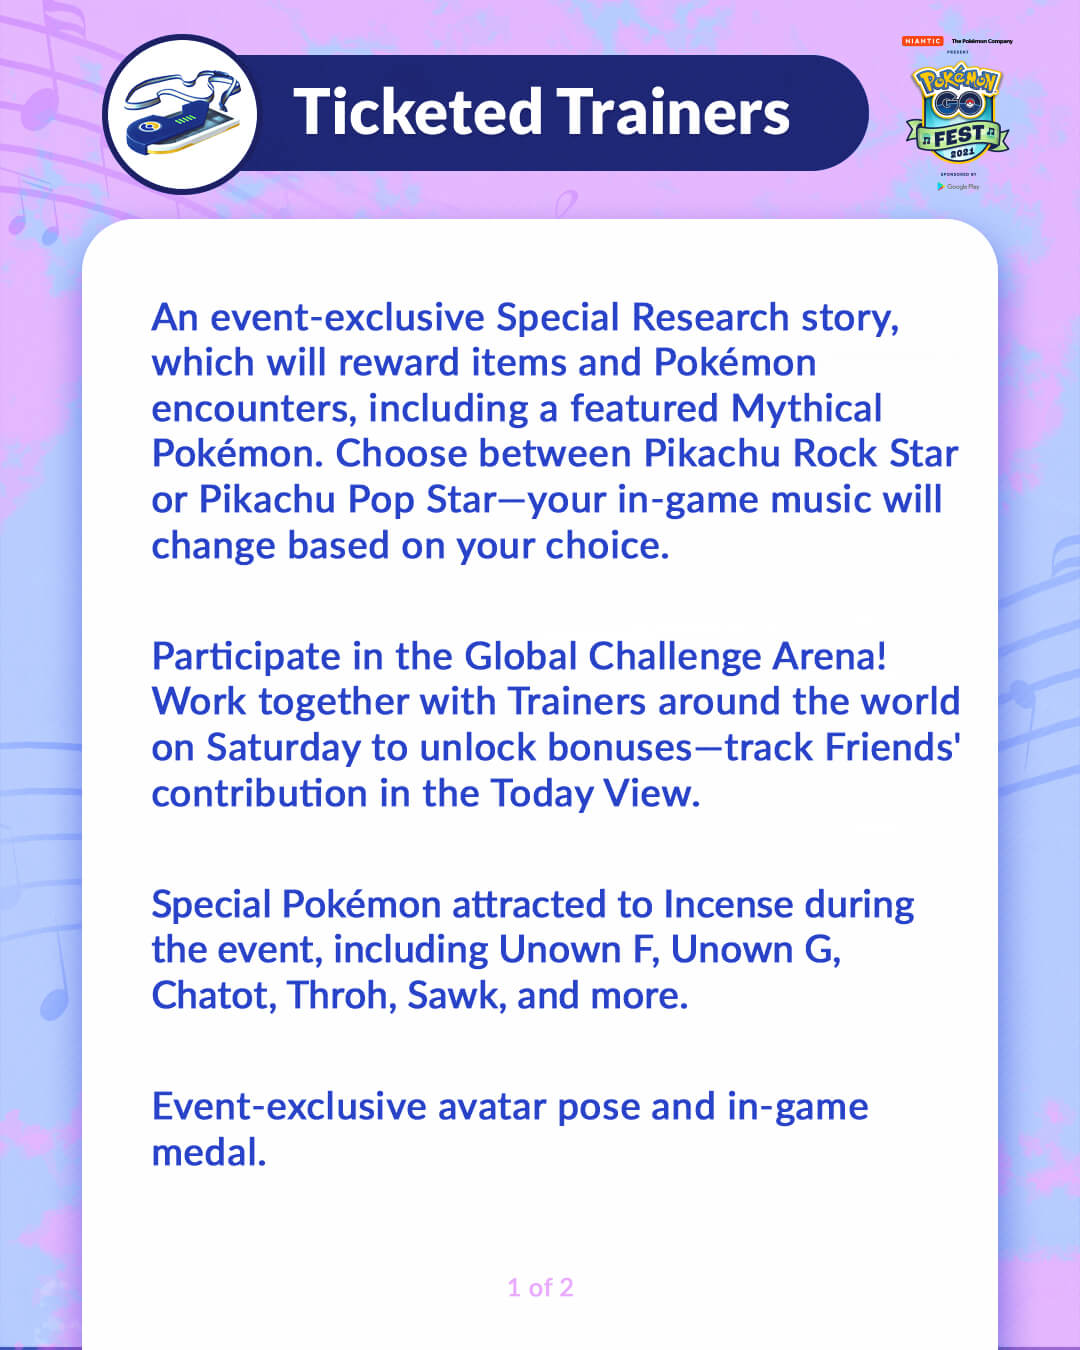 Ticketed Trainers
NIANTIC The Pokémon Company
PRESENT
POKÉMON
GO
FEST
2021
SPONSORED BY
Google Play
An event-exclusive Special Research story,
which will reward items and Pokémon
encounters, including a featured Mythical
Pokémon. Choose between Pikachu Rock Star
or Pikachu Pop Star—your in-game music will
change based on your choice.
Participate in the Global Challenge Arena!
Work together with Trainers around the world
on Saturday to unlock bonuses—track Friends'
contribution in the Today View.
Special Pokémon attracted to Incense during
the event, including Unown F, Unown G,
Chatot, Throh, Sawk, and more.
Event-exclusive avatar pose and in-game
medal.
1 of 2